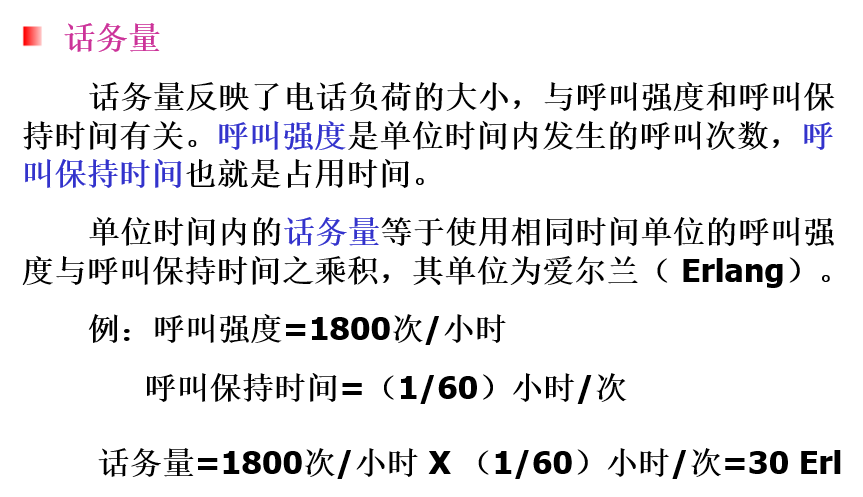 话务量
话务量反映了电话负荷的大小，与呼叫强度和呼叫保
持时间有关。呼叫强度是单位时间内发生的呼叫次数，呼
叫保持时间也就是占用时间。
单位时间内的话务量等于使用相同时间单位的呼叫强
度与呼叫保持时间之乘积，其单位为爱尔兰（ Erlang）。
例：呼叫强度=1800次/小时
呼叫保持时间=（1/60）小时/次
话务量=1800次/小时 X （1/60）小时/次=30 Erl